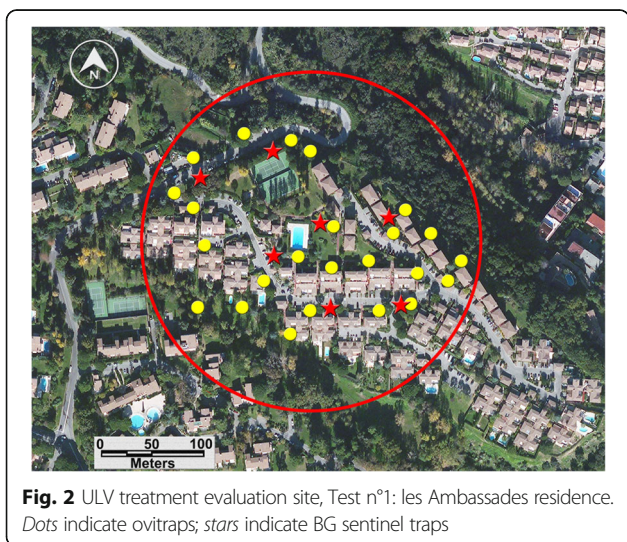 N
0 50 100
Meters
Fig. 2 ULV treatment evaluation site, Test n°1: les Ambassades residence.
Dots indicate ovitraps; stars indicate BG sentinel traps